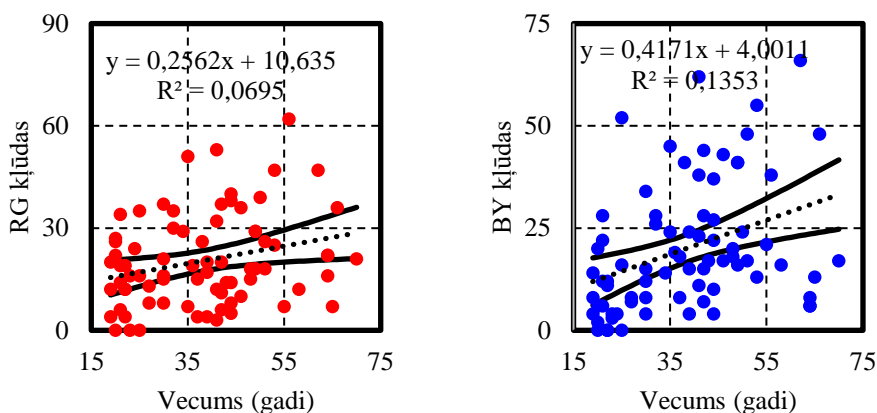 90
60
30
0
RG kļūdas
y = 0,2562x + 10,635
R² = 0,0695
15 35 55 75
Vecums (gadi)
75
50
25
0
BY kļūdas
y = 0,4171x + 4,0011
R² = 0,1353
15 35 55 75
Vecums (gadi)